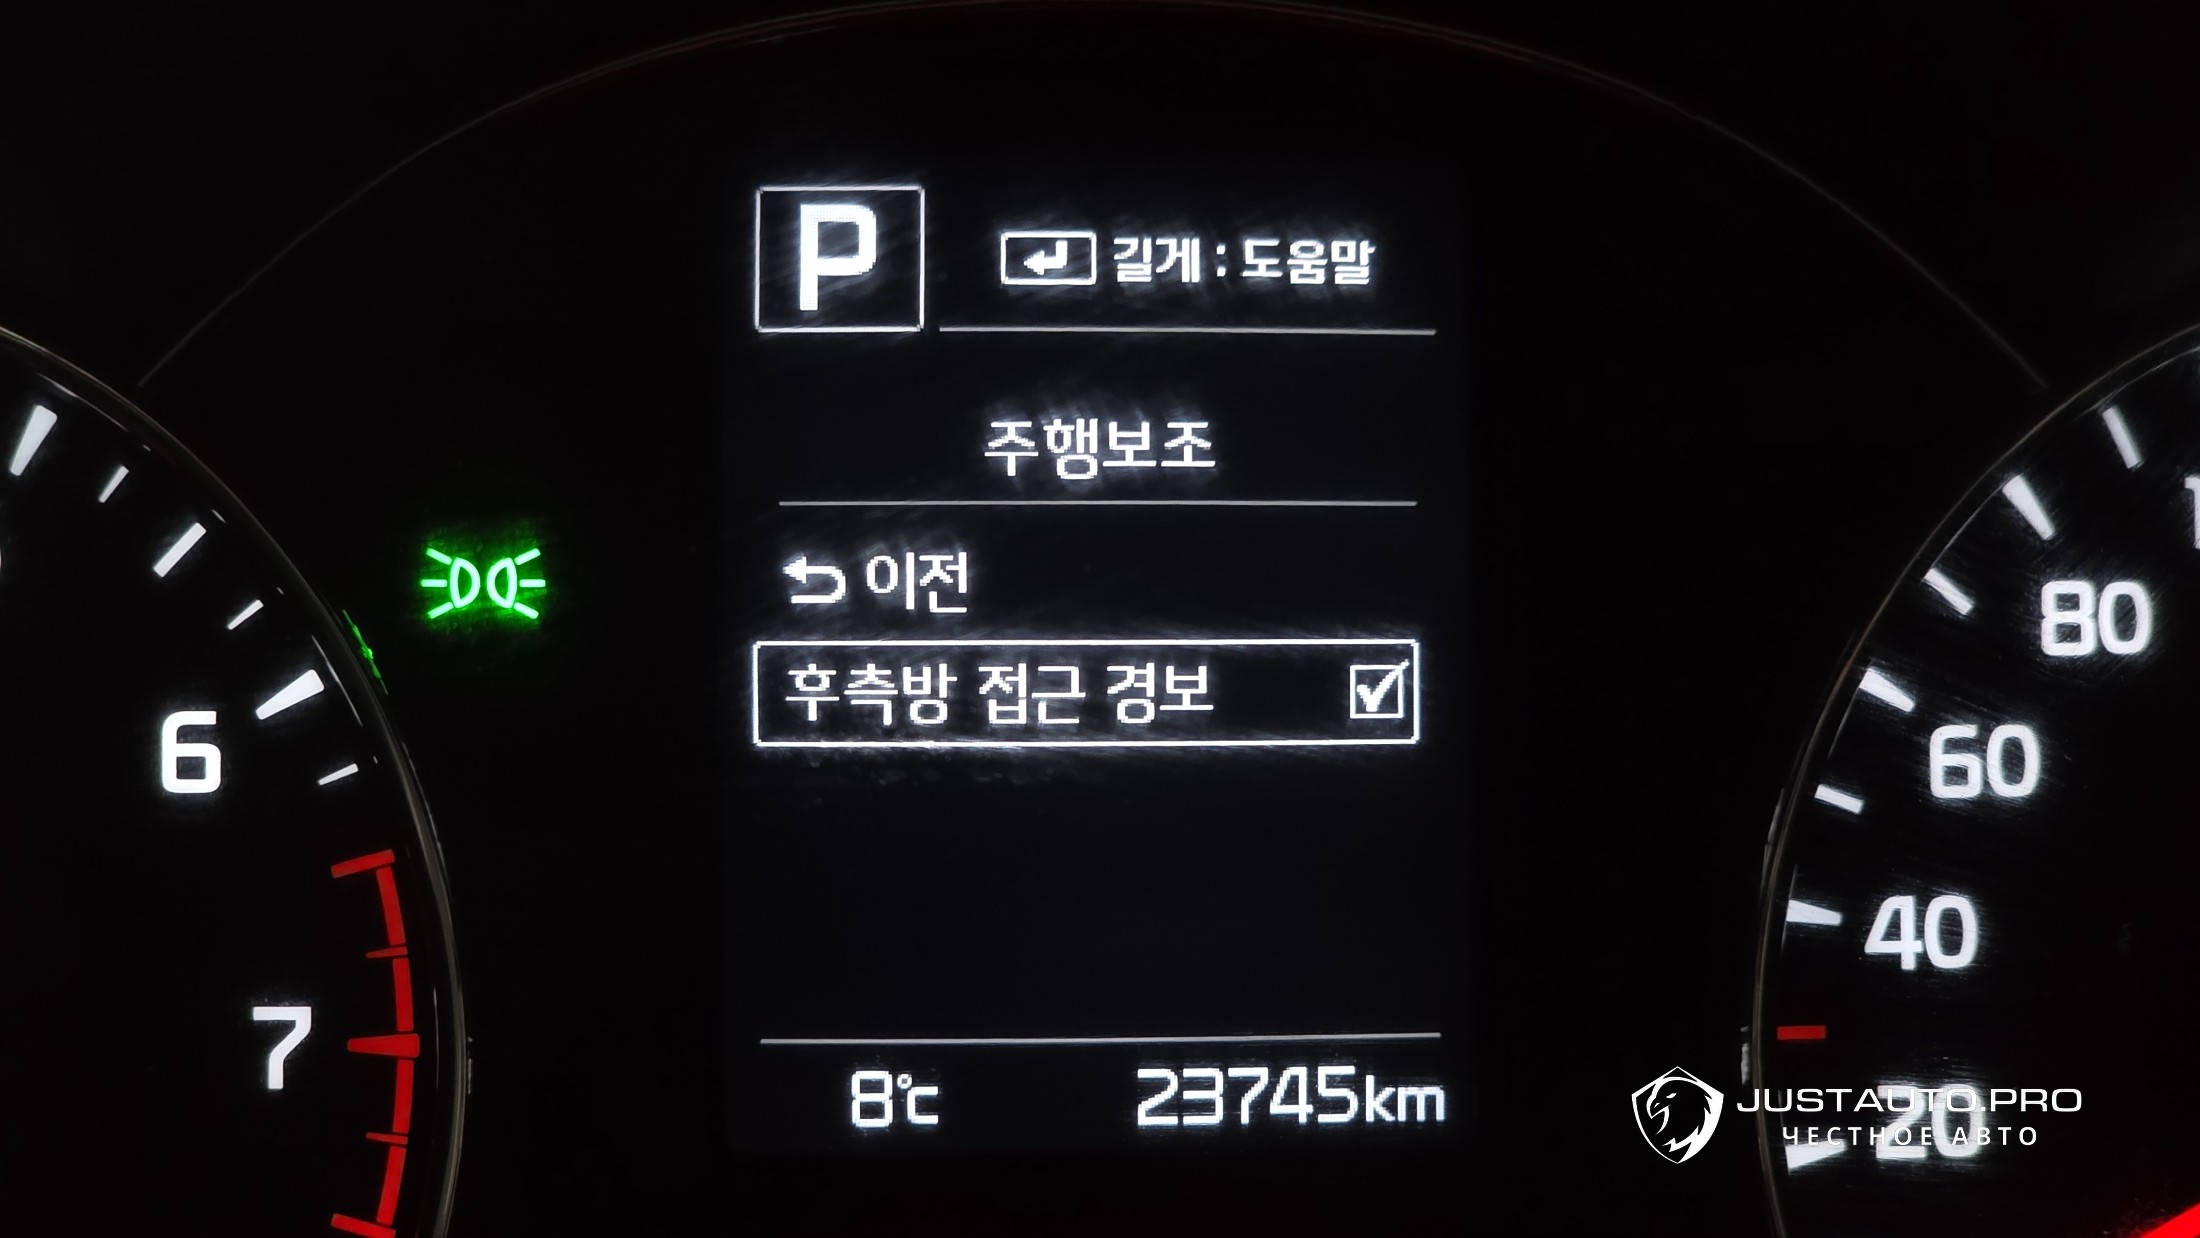 P
길게 : 도움말
주행보조
이전
후측방 접근 경보
8℃ 23745km
6
7
80
60
40
20
JUSTAUTO.PRO
ЧЕСТНОЕ АВТО